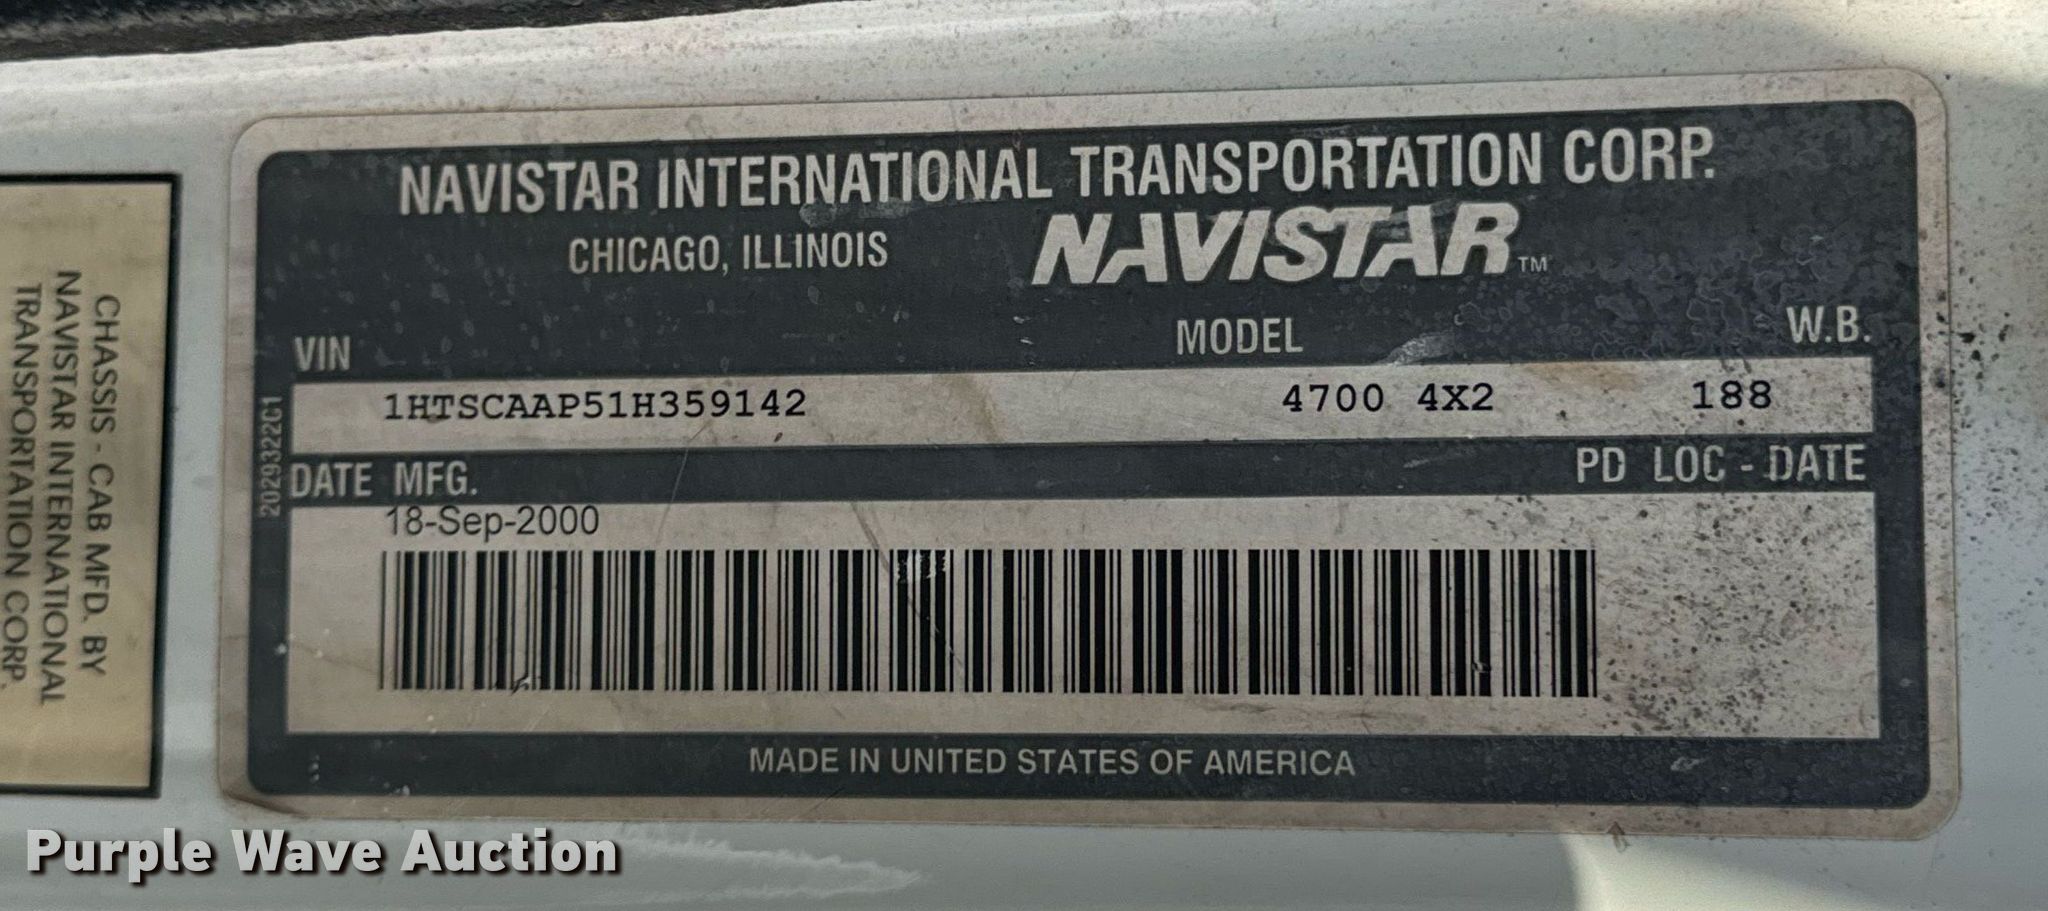 NAVISTAR INTERNATIONAL TRANSPORTATION CORP.
CHICAGO, ILLINOIS
NAVISTAR™
VIN
MODEL
W.B.
1HTSCAAP51H359142
4700 4X2
188
DATE MFG.
PD LOC - DATE
18-Sep-2000
MADE IN UNITED STATES OF AMERICA
2029322C1
CHASSIS - CAB MFD. BY
NAVISTAR INTERNATIONAL
TRANSPORTATION CORP.
Purple Wave Auction